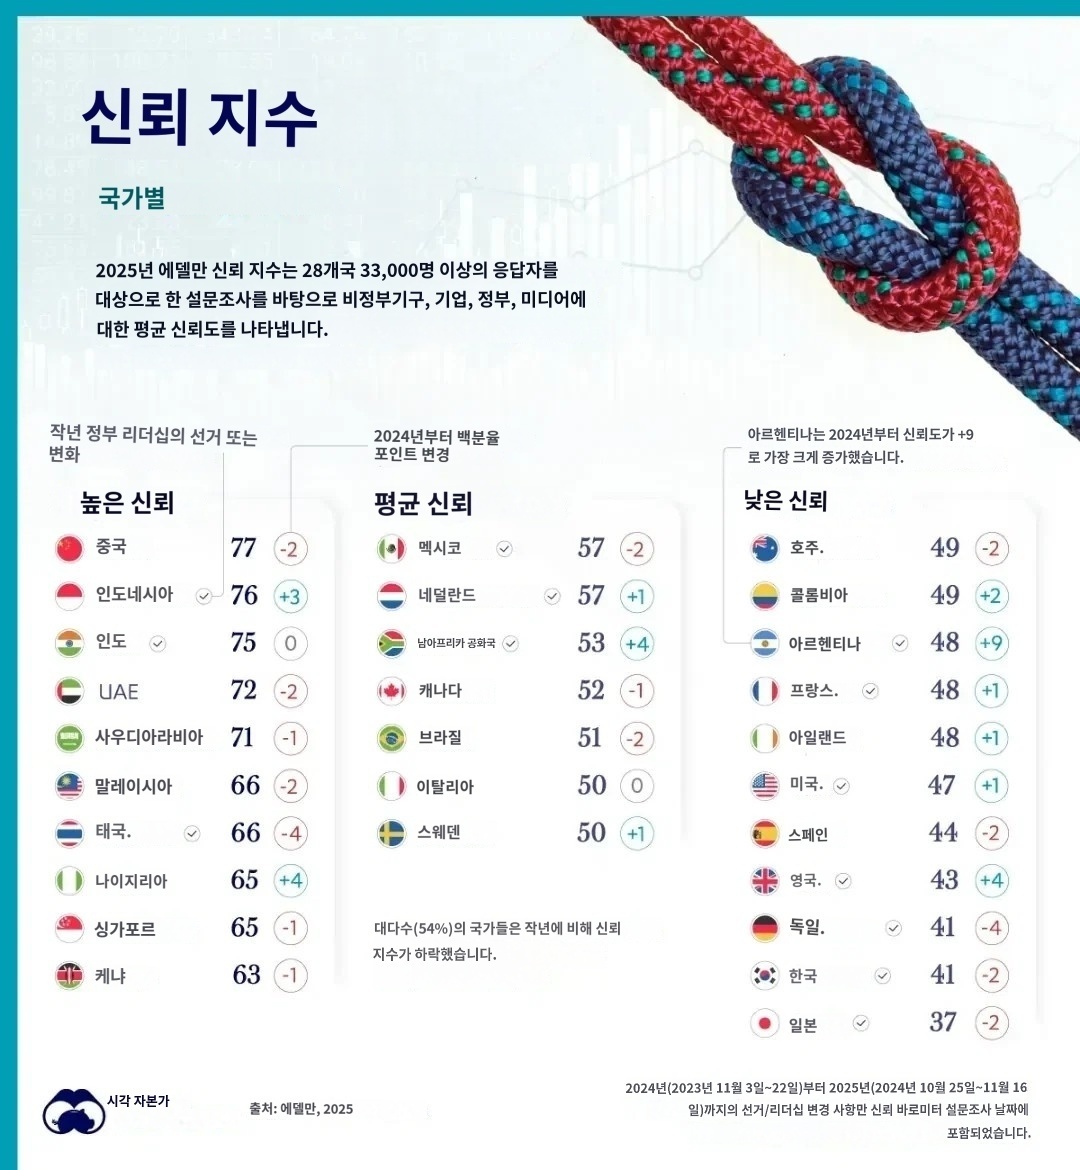 신뢰 지수
국가별
2025년 에델만 신뢰 지수는 28개국 33,000명 이상의 응답자를
대상으로 한 설문조사를 바탕으로 비정부기구, 기업, 정부, 미디어에
대한 평균 신뢰도를 나타냅니다.
작년 정부 리더십의 선거 또는
변화
2024년부터 백분율
포인트 변경
아르헨티나는 2024년부터 신뢰도가 +9
로 가장 크게 증가했습니다.
높은 신뢰
중국 77 -2
인도네시아 76 +3
인도 75 0
UAE 72 -2
사우디아라비아 71 -1
말레이시아 66 -2
태국. 66 -4
나이지리아 65 +4
싱가포르 65 -1
케냐 63 -1
평균 신뢰
멕시코 57 -2
네덜란드 57 +1
남아프리카 공화국 53 +4
캐나다 52 -1
브라질 51 -2
이탈리아 50 0
스웨덴 50 +1
대다수(54%)의 국가들은 작년에 비해 신뢰
지수가 하락했습니다.
낮은 신뢰
호주. 49 -2
콜롬비아 49 +2
아르헨티나 48 +9
프랑스. 48 +1
아일랜드 48 +1
미국. 47 +1
스페인 44 -2
영국. 43 +4
독일. 41 -4
한국 41 -2
일본 37 -2
시각 자본가
출처: 에델만, 2025
2024년(2023년 11월 3일~22일)부터 2025년(2024년 10월 25일~11월 16
일)까지의 선거/리더십 변경 사항만 신뢰 바로미터 설문조사 날짜에
포함되었습니다.